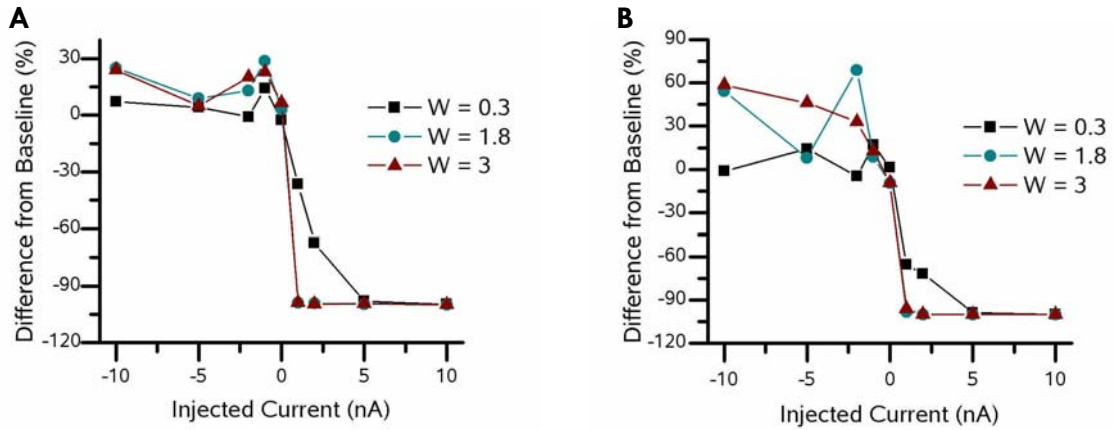 A
Difference from Baseline (%)
30
0
-30
-60
-90
-120
-10
-5
0
5
10
Injected Current (nA)
W = 0.3
W = 1.8
W = 3
B
Difference from Baseline (%)
90
60
30
0
-30
-60
-90
-120
-10
-5
0
5
10
Injected Current (nA)
W = 0.3
W = 1.8
W = 3